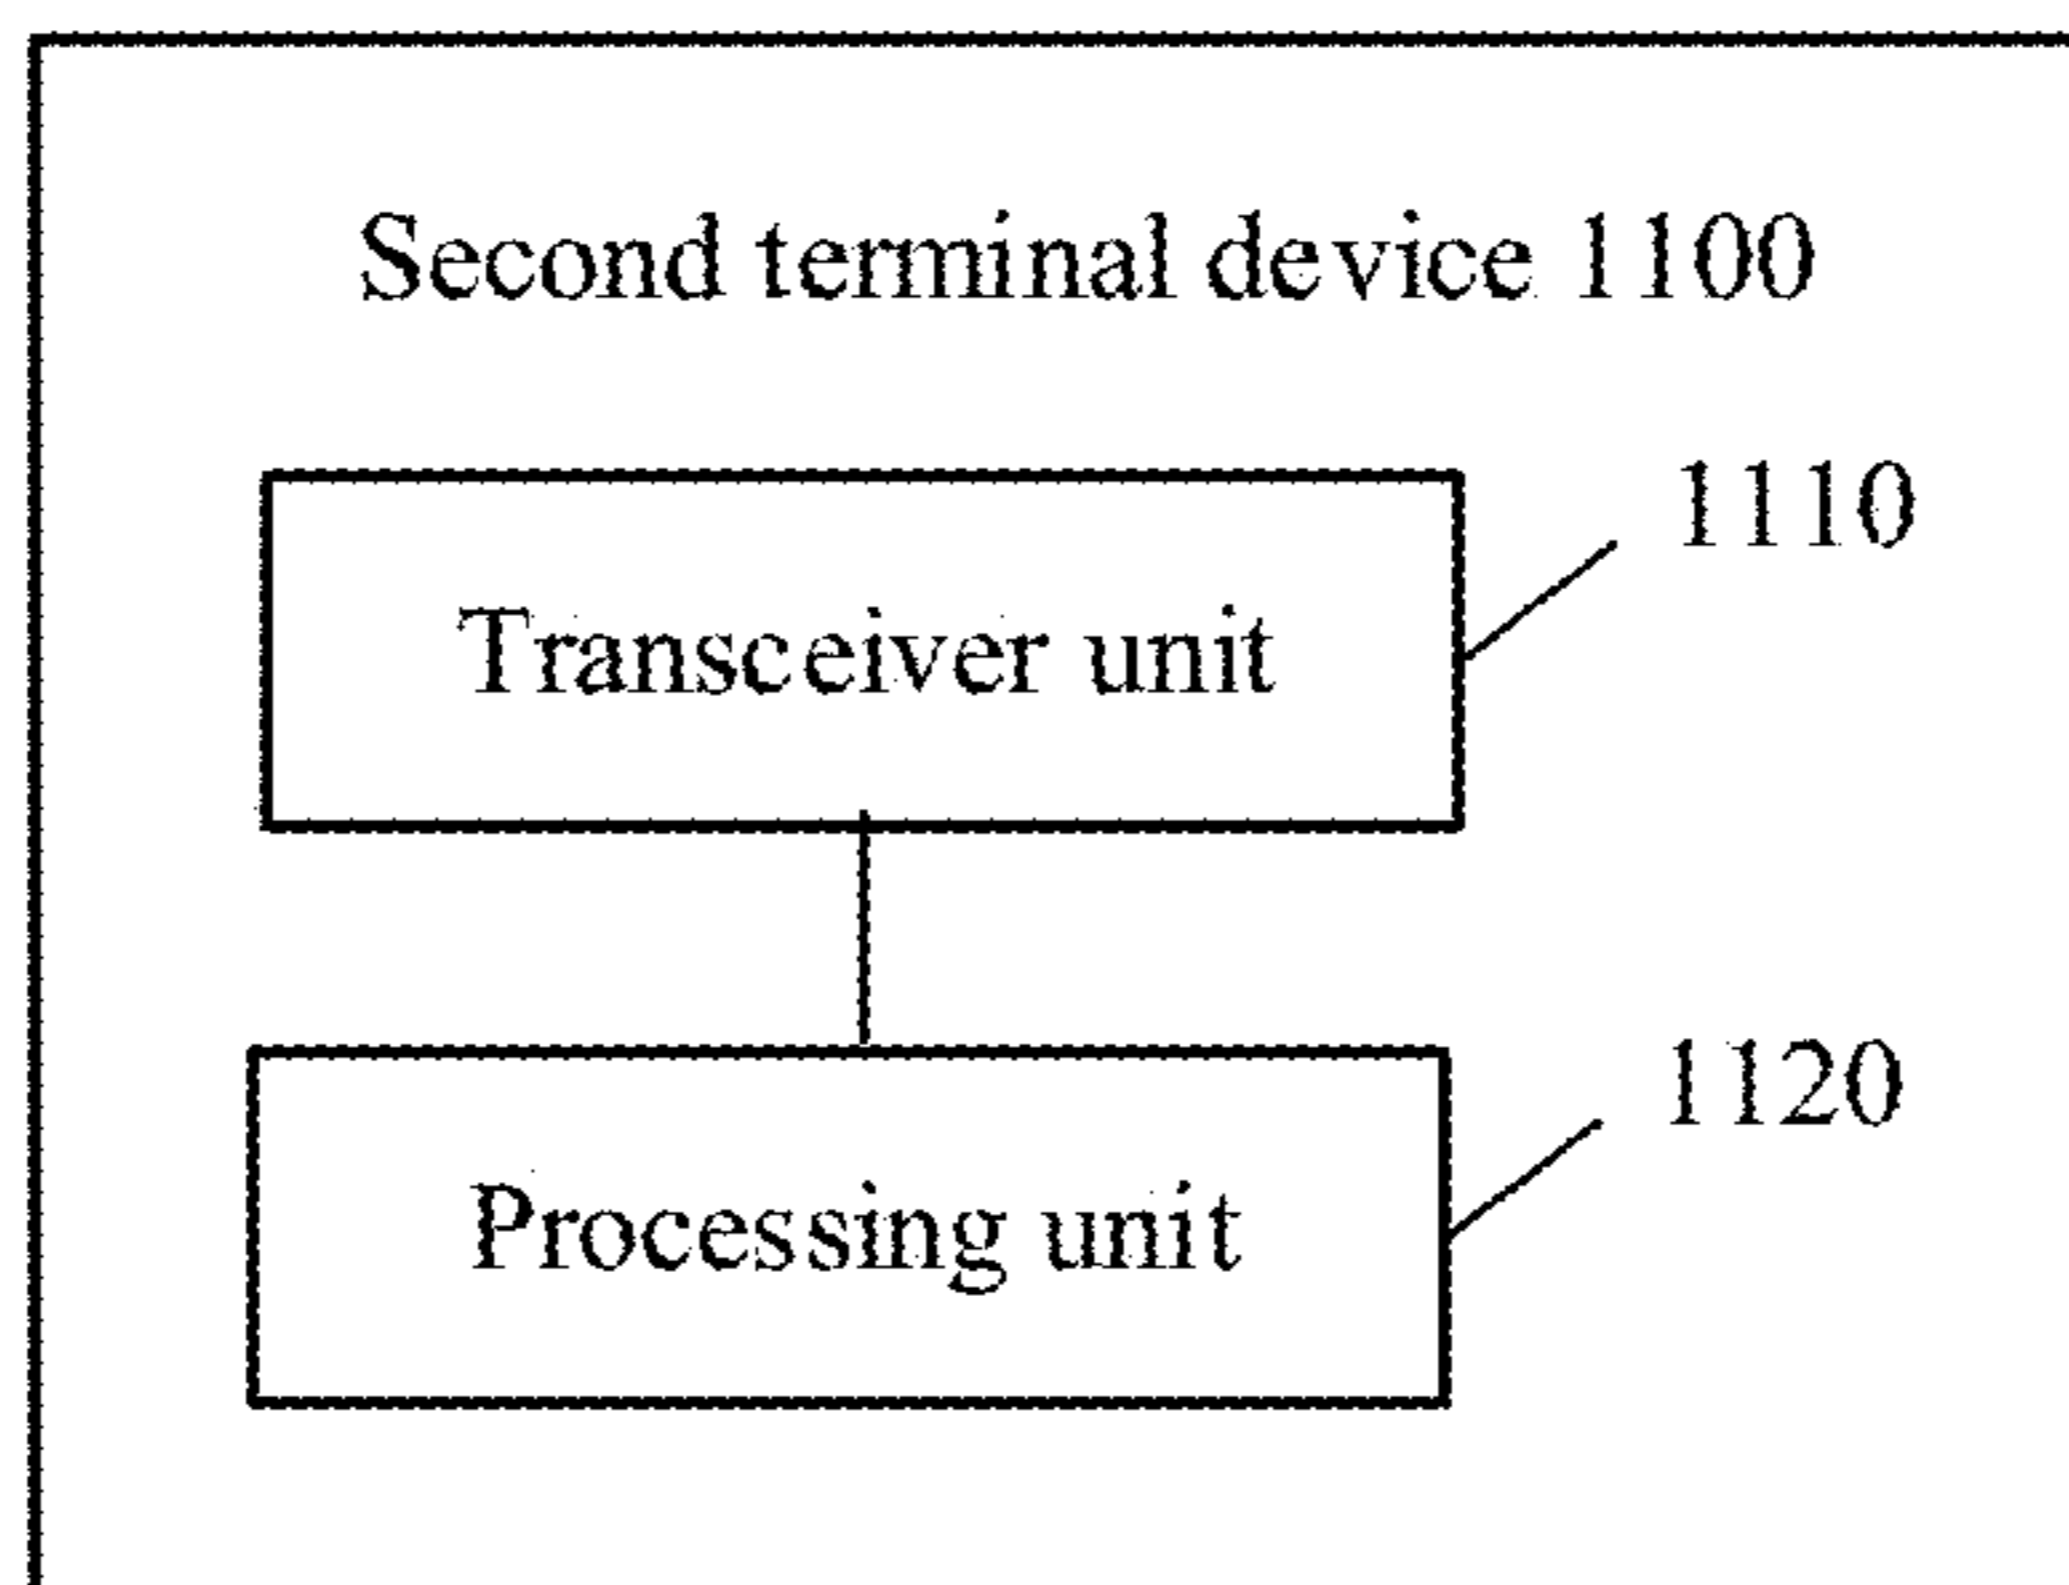 Second terminal device 1100
1110
Transceiver unit
1120
Processing unit